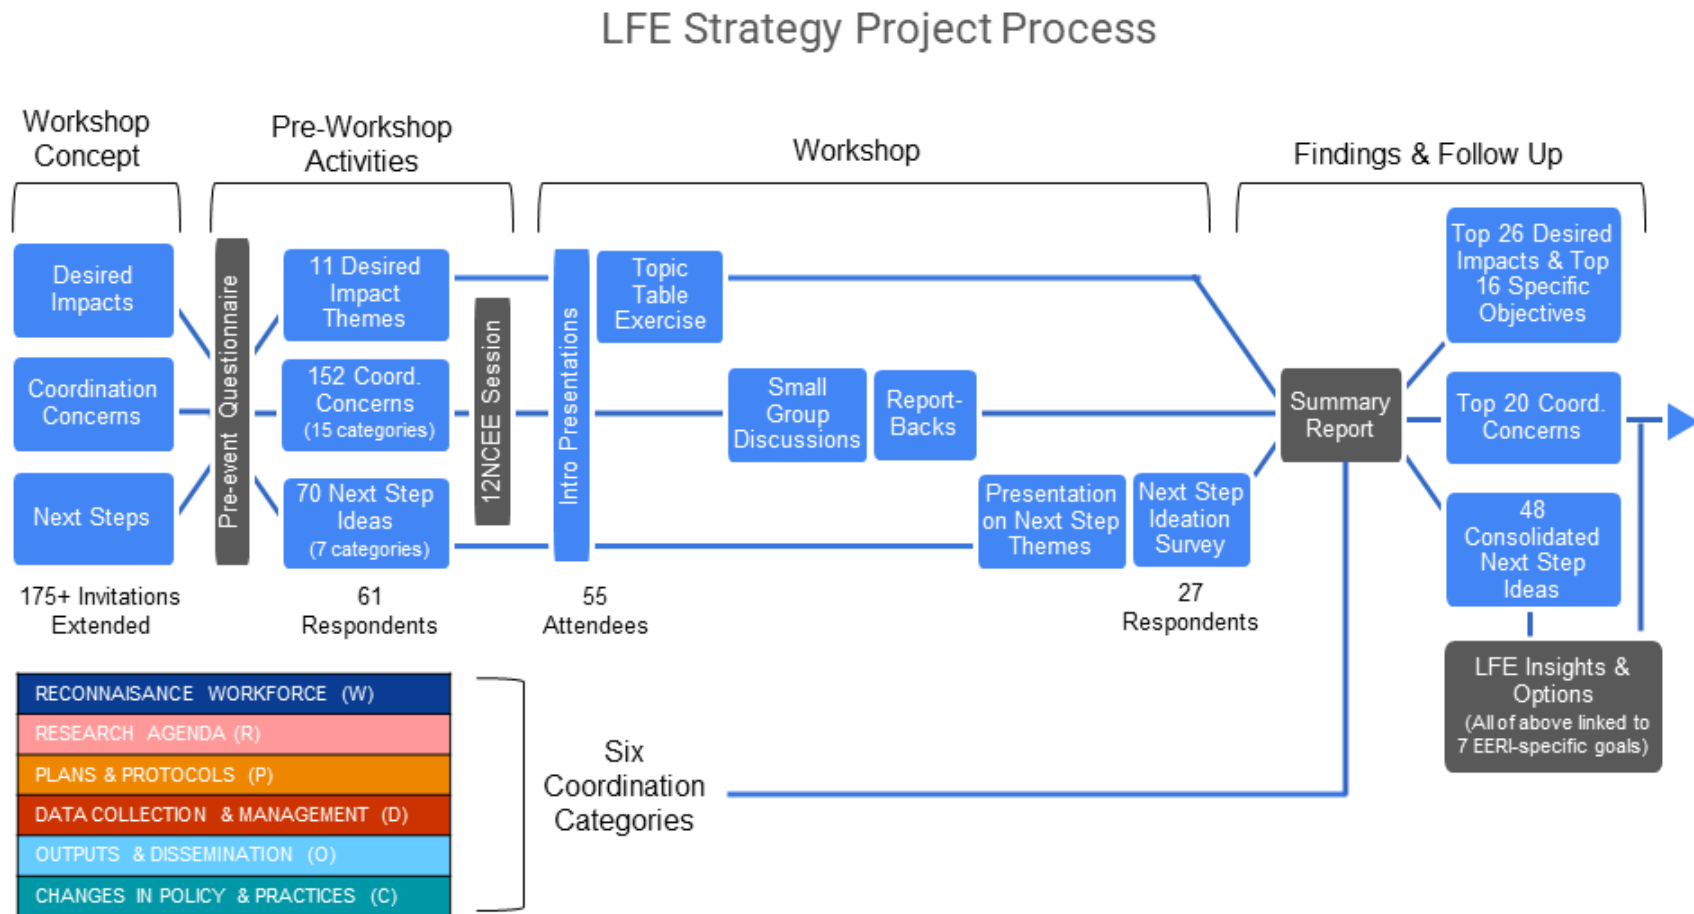 LFE Strategy Project Process
Workshop
Concept
Pre-Workshop
Activities
Workshop
Findings & Follow Up
Desired
Impacts
Coordination
Concerns
Next Steps
175+ Invitations
Extended
Pre-event Questionnaire
11 Desired
Impact
Themes
152 Coord.
Concerns
(15 categories)
70 Next Step
Ideas
(7 categories)
61
Respondents
12NCEE Session
Intro Presentations
55
Attendees
Topic
Table
Exercise
Small
Group
Discussions
Report-
Backs
Presentation
on Next Step
Themes
Next Step
Ideation
Survey
27
Respondents
Summary
Report
Top 26 Desired
Impacts & Top
16 Specific
Objectives
Top 20 Coord.
Concerns
48
Consolidated
Next Step
Ideas
LFE Insights &
Options
(All of above linked to
7 EERI-specific goals)
RECONNAISANCE WORKFORCE (W)
RESEARCH AGENDA (R)
PLANS & PROTOCOLS (P)
DATA COLLECTION & MANAGEMENT (D)
OUTPUTS & DISSEMINATION (O)
CHANGES IN POLICY & PRACTICES (C)
Six
Coordination
Categories